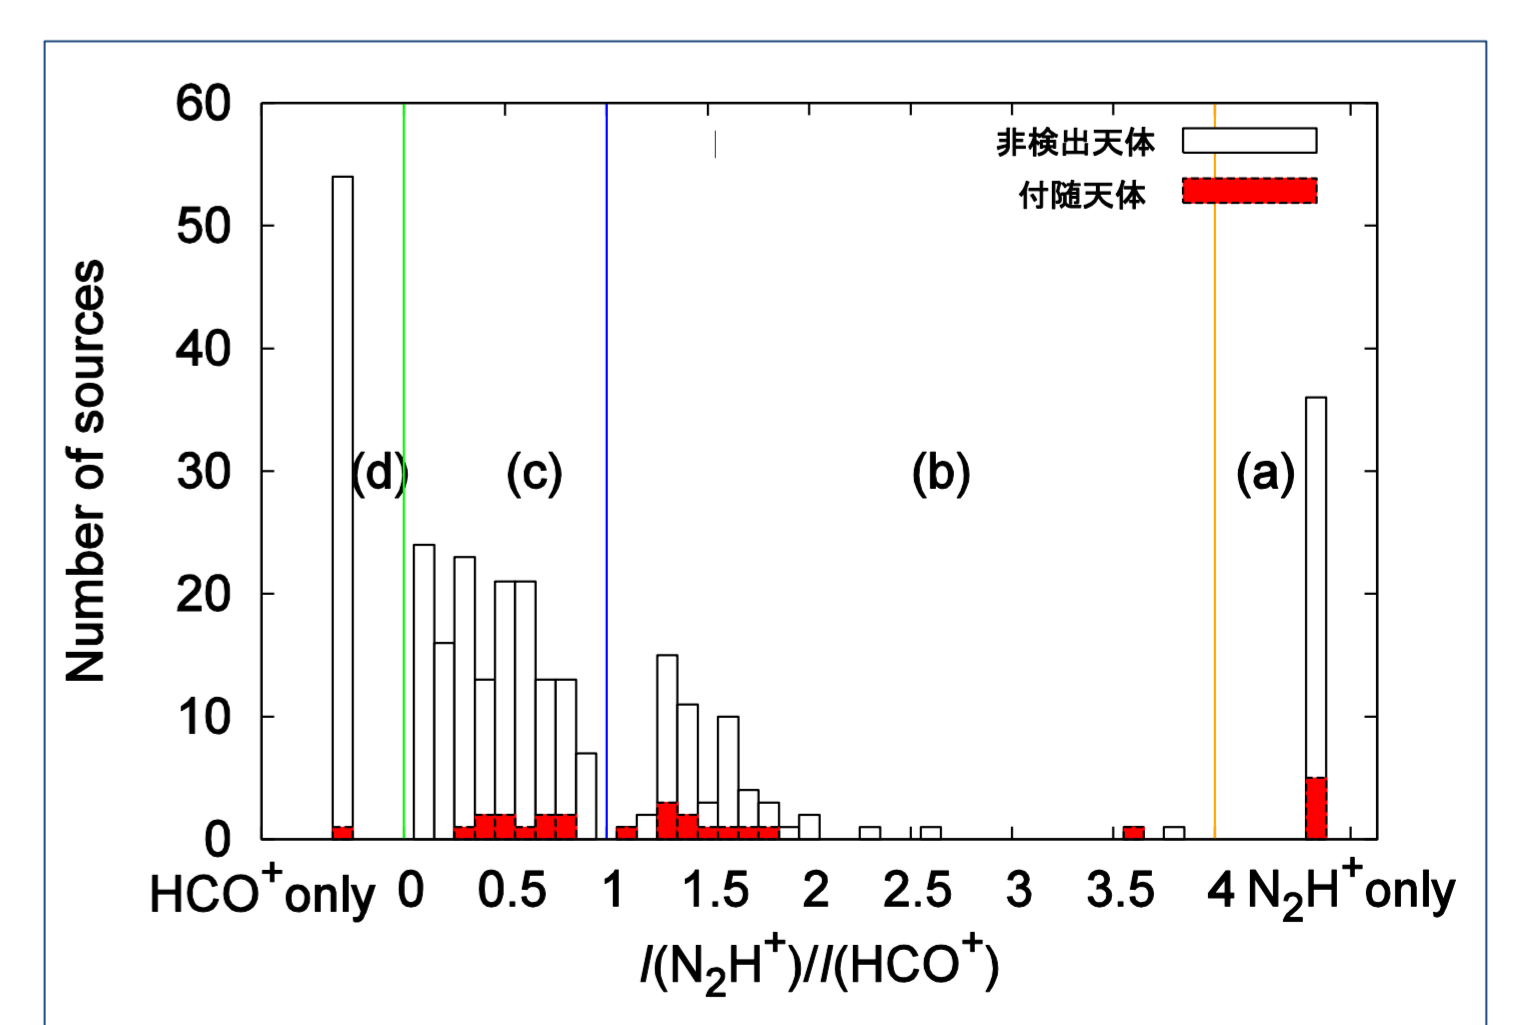 60
50
40
30
20
10
0
Number of sources
非検出天体
付随天体
(d)
(c)
(b)
(a)
HCO+only 0 0.5 1 1.5 2 2.5 3 3.5 4 N2H+only
I(N2H+)/I(HCO+)